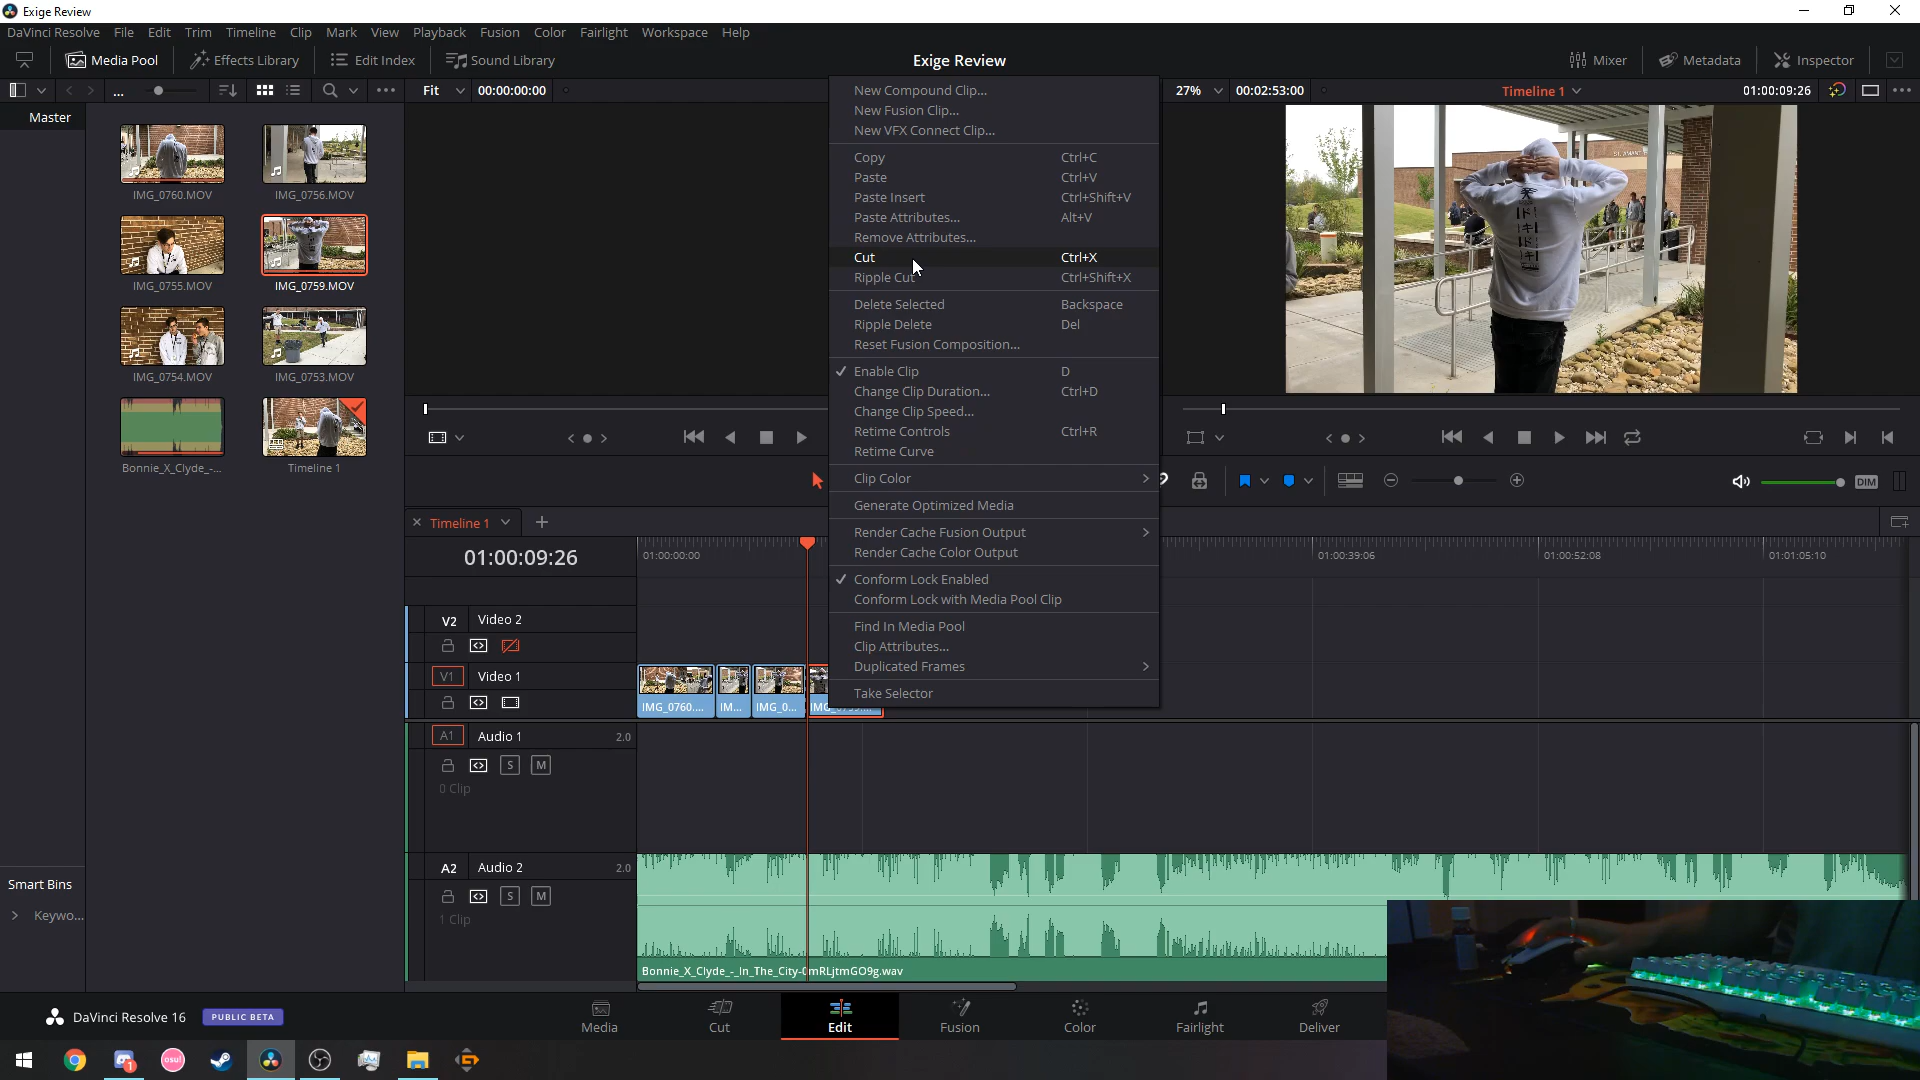 Exige Review
DaVinci Resolve File Edit Trim Timeline Clip Mark View Playback Fusion Color Fairlight Workspace Help
Media Pool Effects Library Edit Index Sound Library Exige Review Mixer Metadata Inspector
... Fit 00:00:00:00 27% 00:02:53:00 Timeline 1 01:00:09:26
Master
IMG_0760.MOV IMG_0756.MOV
IMG_0755.MOV IMG_0759.MOV
IMG_0754.MOV IMG_0753.MOV
Bonnie_X_Clyde_-... Timeline 1
Smart Bins
Keywo...
New Compound Clip...
New Fusion Clip...
New VFX Connect Clip...
Copy Ctrl+C
Paste Ctrl+V
Paste Insert Ctrl+Shift+V
Paste Attributes... Alt+V
Remove Attributes...
Cut Ctrl+X
Ripple Cut Ctrl+Shift+X
Delete Selected Backspace
Ripple Delete Del
Reset Fusion Composition...
Enable Clip D
Change Clip Duration... Ctrl+D
Change Clip Speed...
Retime Controls Ctrl+R
Retime Curve
Clip Color
Generate Optimized Media
Render Cache Fusion Output
Render Cache Color Output
Conform Lock Enabled
Conform Lock with Media Pool Clip
Find In Media Pool
Clip Attributes...
Duplicated Frames
Take Selector
DIM
Timeline 1
01:00:09:26 01:00:00:00 01:00:39:06 01:00:52:08 01:01:05:10
V2 Video 2
V1 Video 1
IMG_0760.... IM... IMG_0...
A1 Audio 1 2.0
S M
0 Clip
A2 Audio 2 2.0
S M
1 Clip
Bonnie_X_Clyde_-_In_The_City-0mRLjtmGO9g.wav
DaVinci Resolve 16 PUBLIC BETA
Media Cut Edit Fusion Color Fairlight Deliver
1 osu!